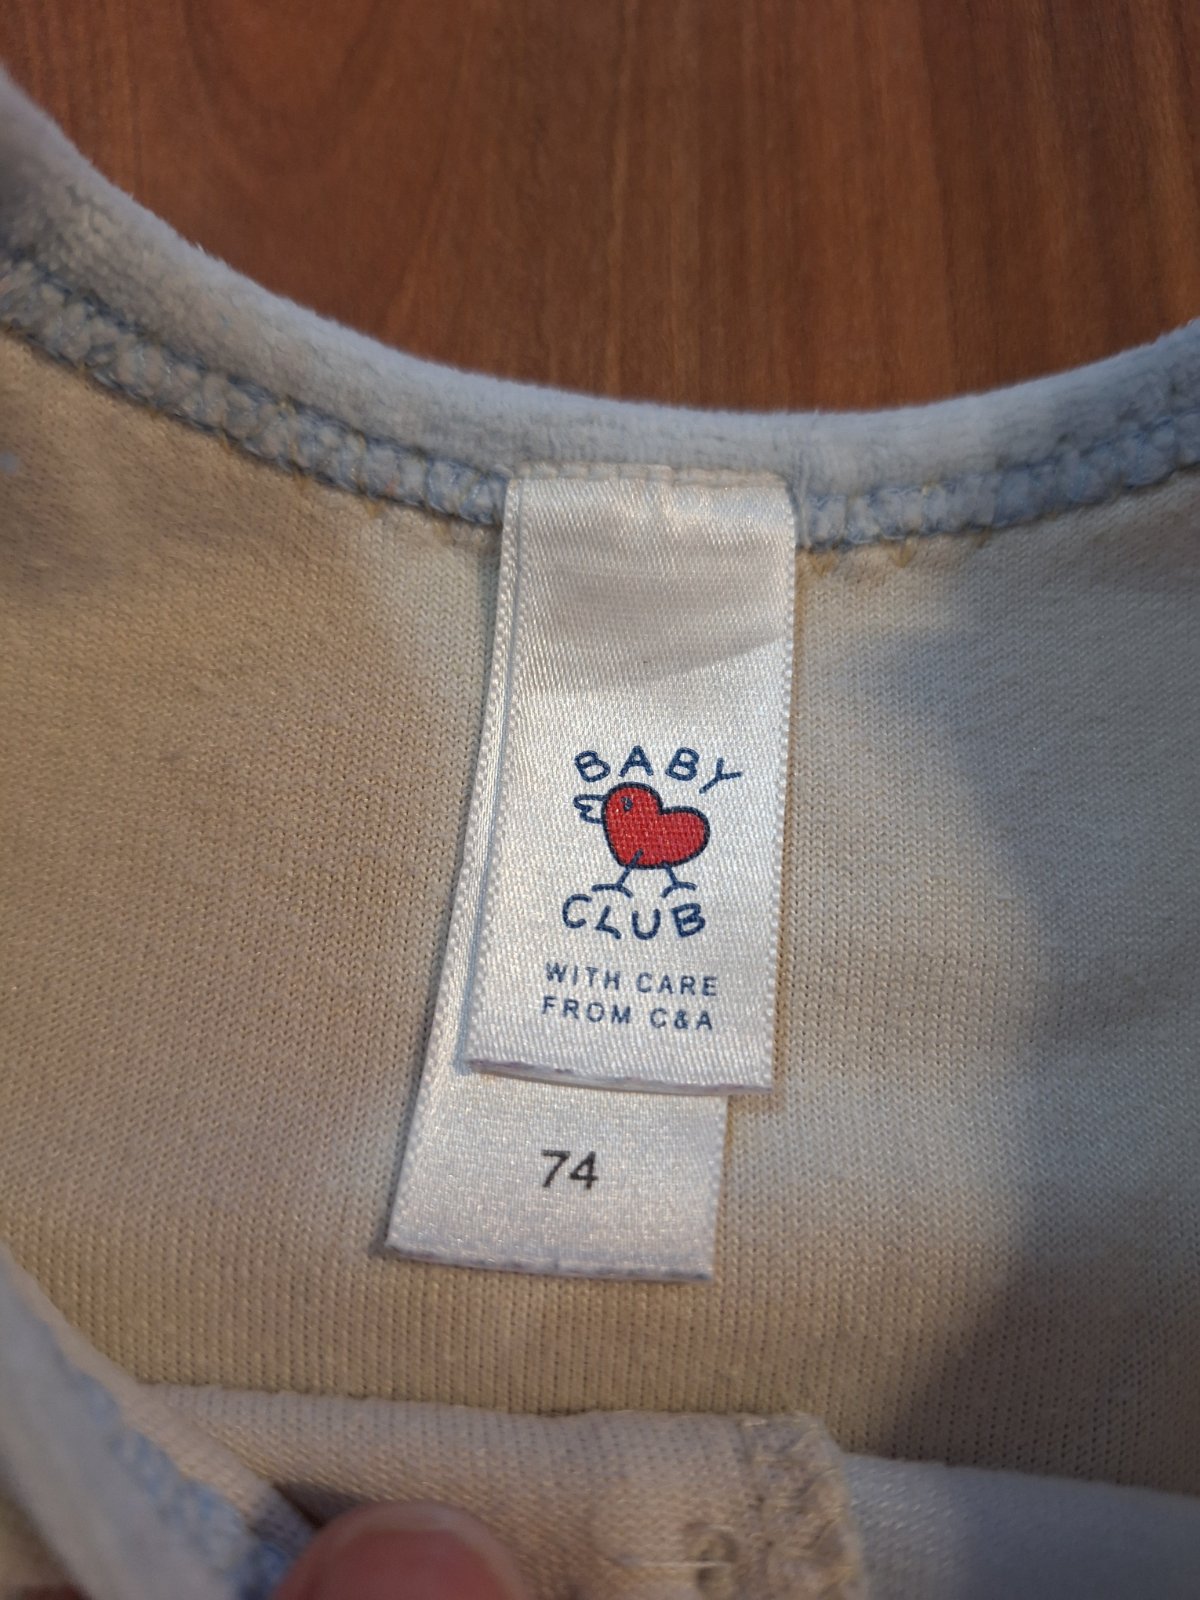 BABY
CLUB
WITH CARE
FROM C&A
74